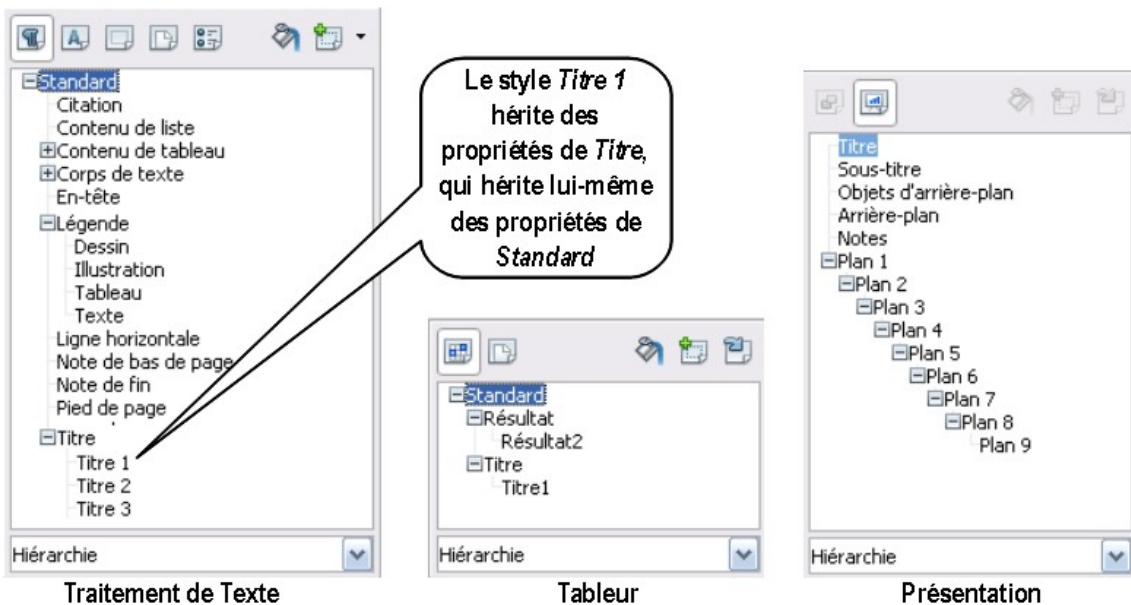 Standard
Citation
Contenu de liste
Contenu de tableau
Corps de texte
En-tête
Légende
Dessin
Illustration
Tableau
Texte
Ligne horizontale
Note de bas de page
Note de fin
Pied de page
Titre
Titre 1
Titre 2
Titre 3
Hiérarchie
Traitement de Texte
Le style Titre 1
hérite des
propriétés de Titre,
qui hérite lui-même
des propriétés de
Standard
Standard
Résultat
Résultat2
Titre
Titre1
Hiérarchie
Tableur
Titre
Sous-titre
Objets d'arrière-plan
Arrière-plan
Notes
Plan 1
Plan 2
Plan 3
Plan 4
Plan 5
Plan 6
Plan 7
Plan 8
Plan 9
Hiérarchie
Présentation